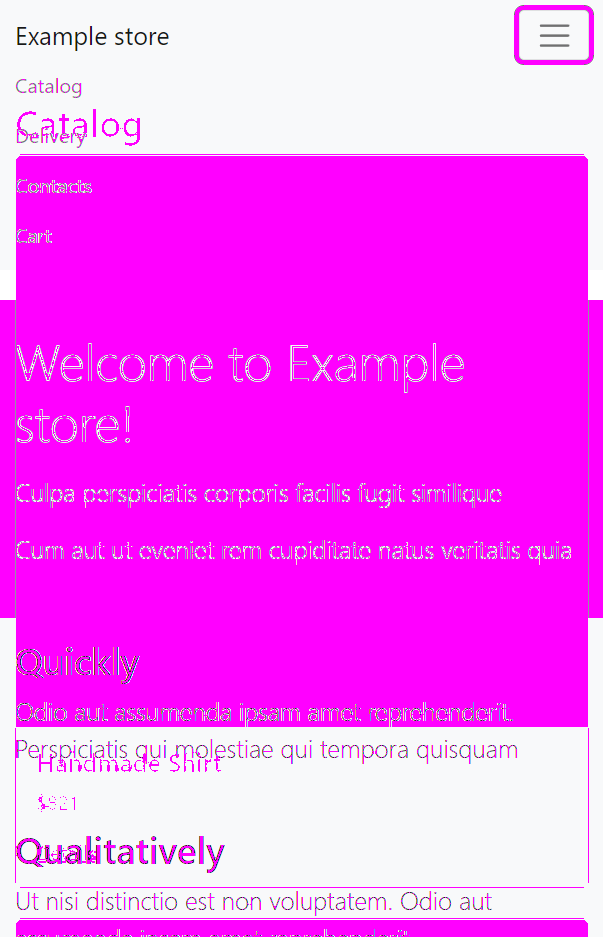 Example store
Catalog
Catalog
Delivery
Contacts
Cart
Welcome to Example
store!
Culpa perspiciatis corporis facilis fugit similique
Cum aut ut eveniet rem cupiditate natus veritatis quia
Quickly
Odio aut assumenda ipsam amet reprehenderit.
Perspiciatis qui molestiae qui tempora quisquam
Handmade Shirt
$821
Qualitatively
Details
Ut nisi distinctio est non voluptatem. Odio aut